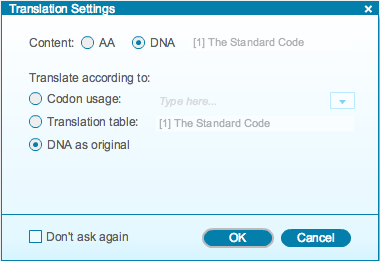 Translation Settings
Content: AA DNA [1] The Standard Code
Translate according to:
Codon usage: Type here...
Translation table: [1] The Standard Code
DNA as original
Don't ask again OK Cancel